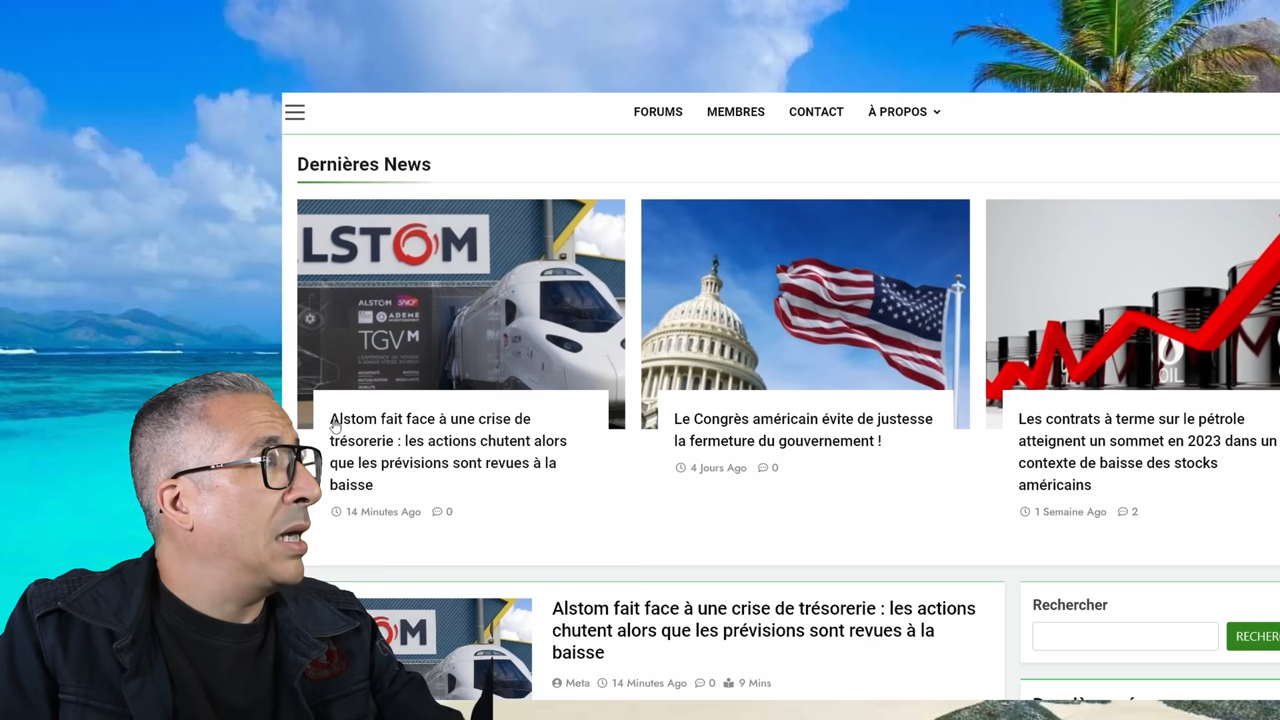 FORUMS MEMBRES CONTACT À PROPOS
Dernières News
LSTOM
ALSTOM SNCF
ADEME
TGV M
Alstom fait face à une crise de
trésorerie : les actions chutent alors
que les prévisions sont revues à la
baisse
14 Minutes Ago 0
Le Congrès américain évite de justesse
la fermeture du gouvernement !
4 Jours Ago 0
OIL
Les contrats à terme sur le pétrole
atteignent un sommet en 2023 dans un
contexte de baisse des stocks
américains
1 Semaine Ago 2
OM
Alstom fait face à une crise de trésorerie : les actions
chutent alors que les prévisions sont revues à la
baisse
Meta 14 Minutes Ago 0 9 Mins
Rechercher
RECHER